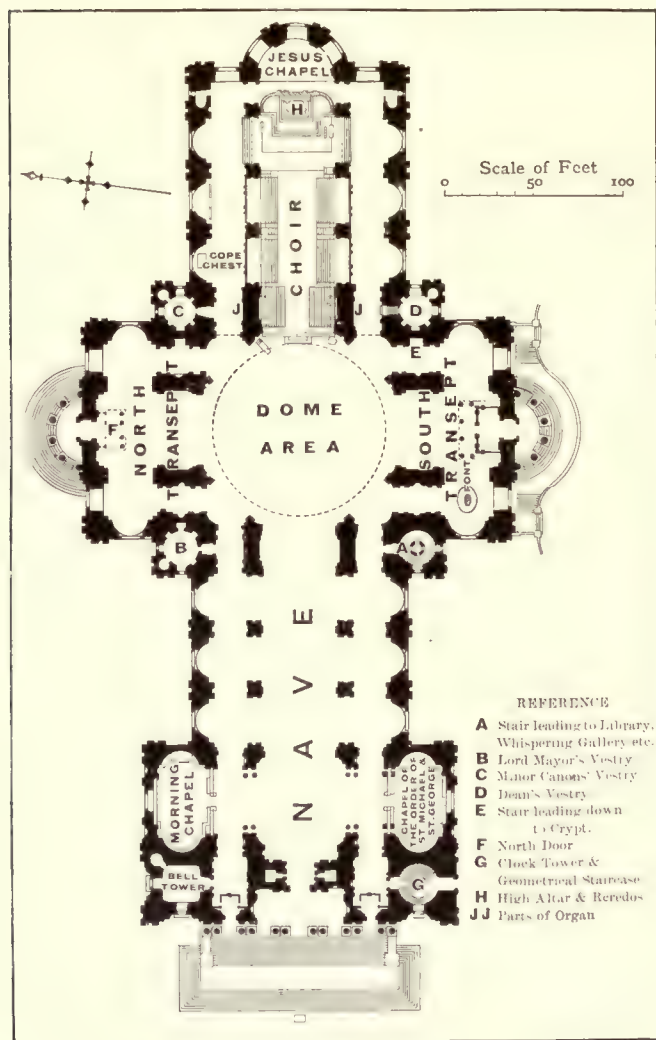 JESUS
CHAPEL
H
Scale of Feet
0 50 100
CHOIR
COPE
CHEST
C
J
J
D
E
NORTH
TRANSEPT
F
DOME
AREA
SOUTH
TRANSEPT
FONT
B
A
NAVE
MORNING
CHAPEL
CHAPEL OF
THE ORDER OF
ST MICHAEL &
ST GEORGE
BELL
TOWER
G
REFERENCE
A Stair leading to Library,
Whispering Gallery etc.
B Lord Mayor's Vestry
C Minor Canons' Vestry
D Dean's Vestry
E Stair leading down
to Crypt.
F North Door
G Clock Tower &
Geometrical Staircase
H High Altar & Reredos
JJ Parts of Organ